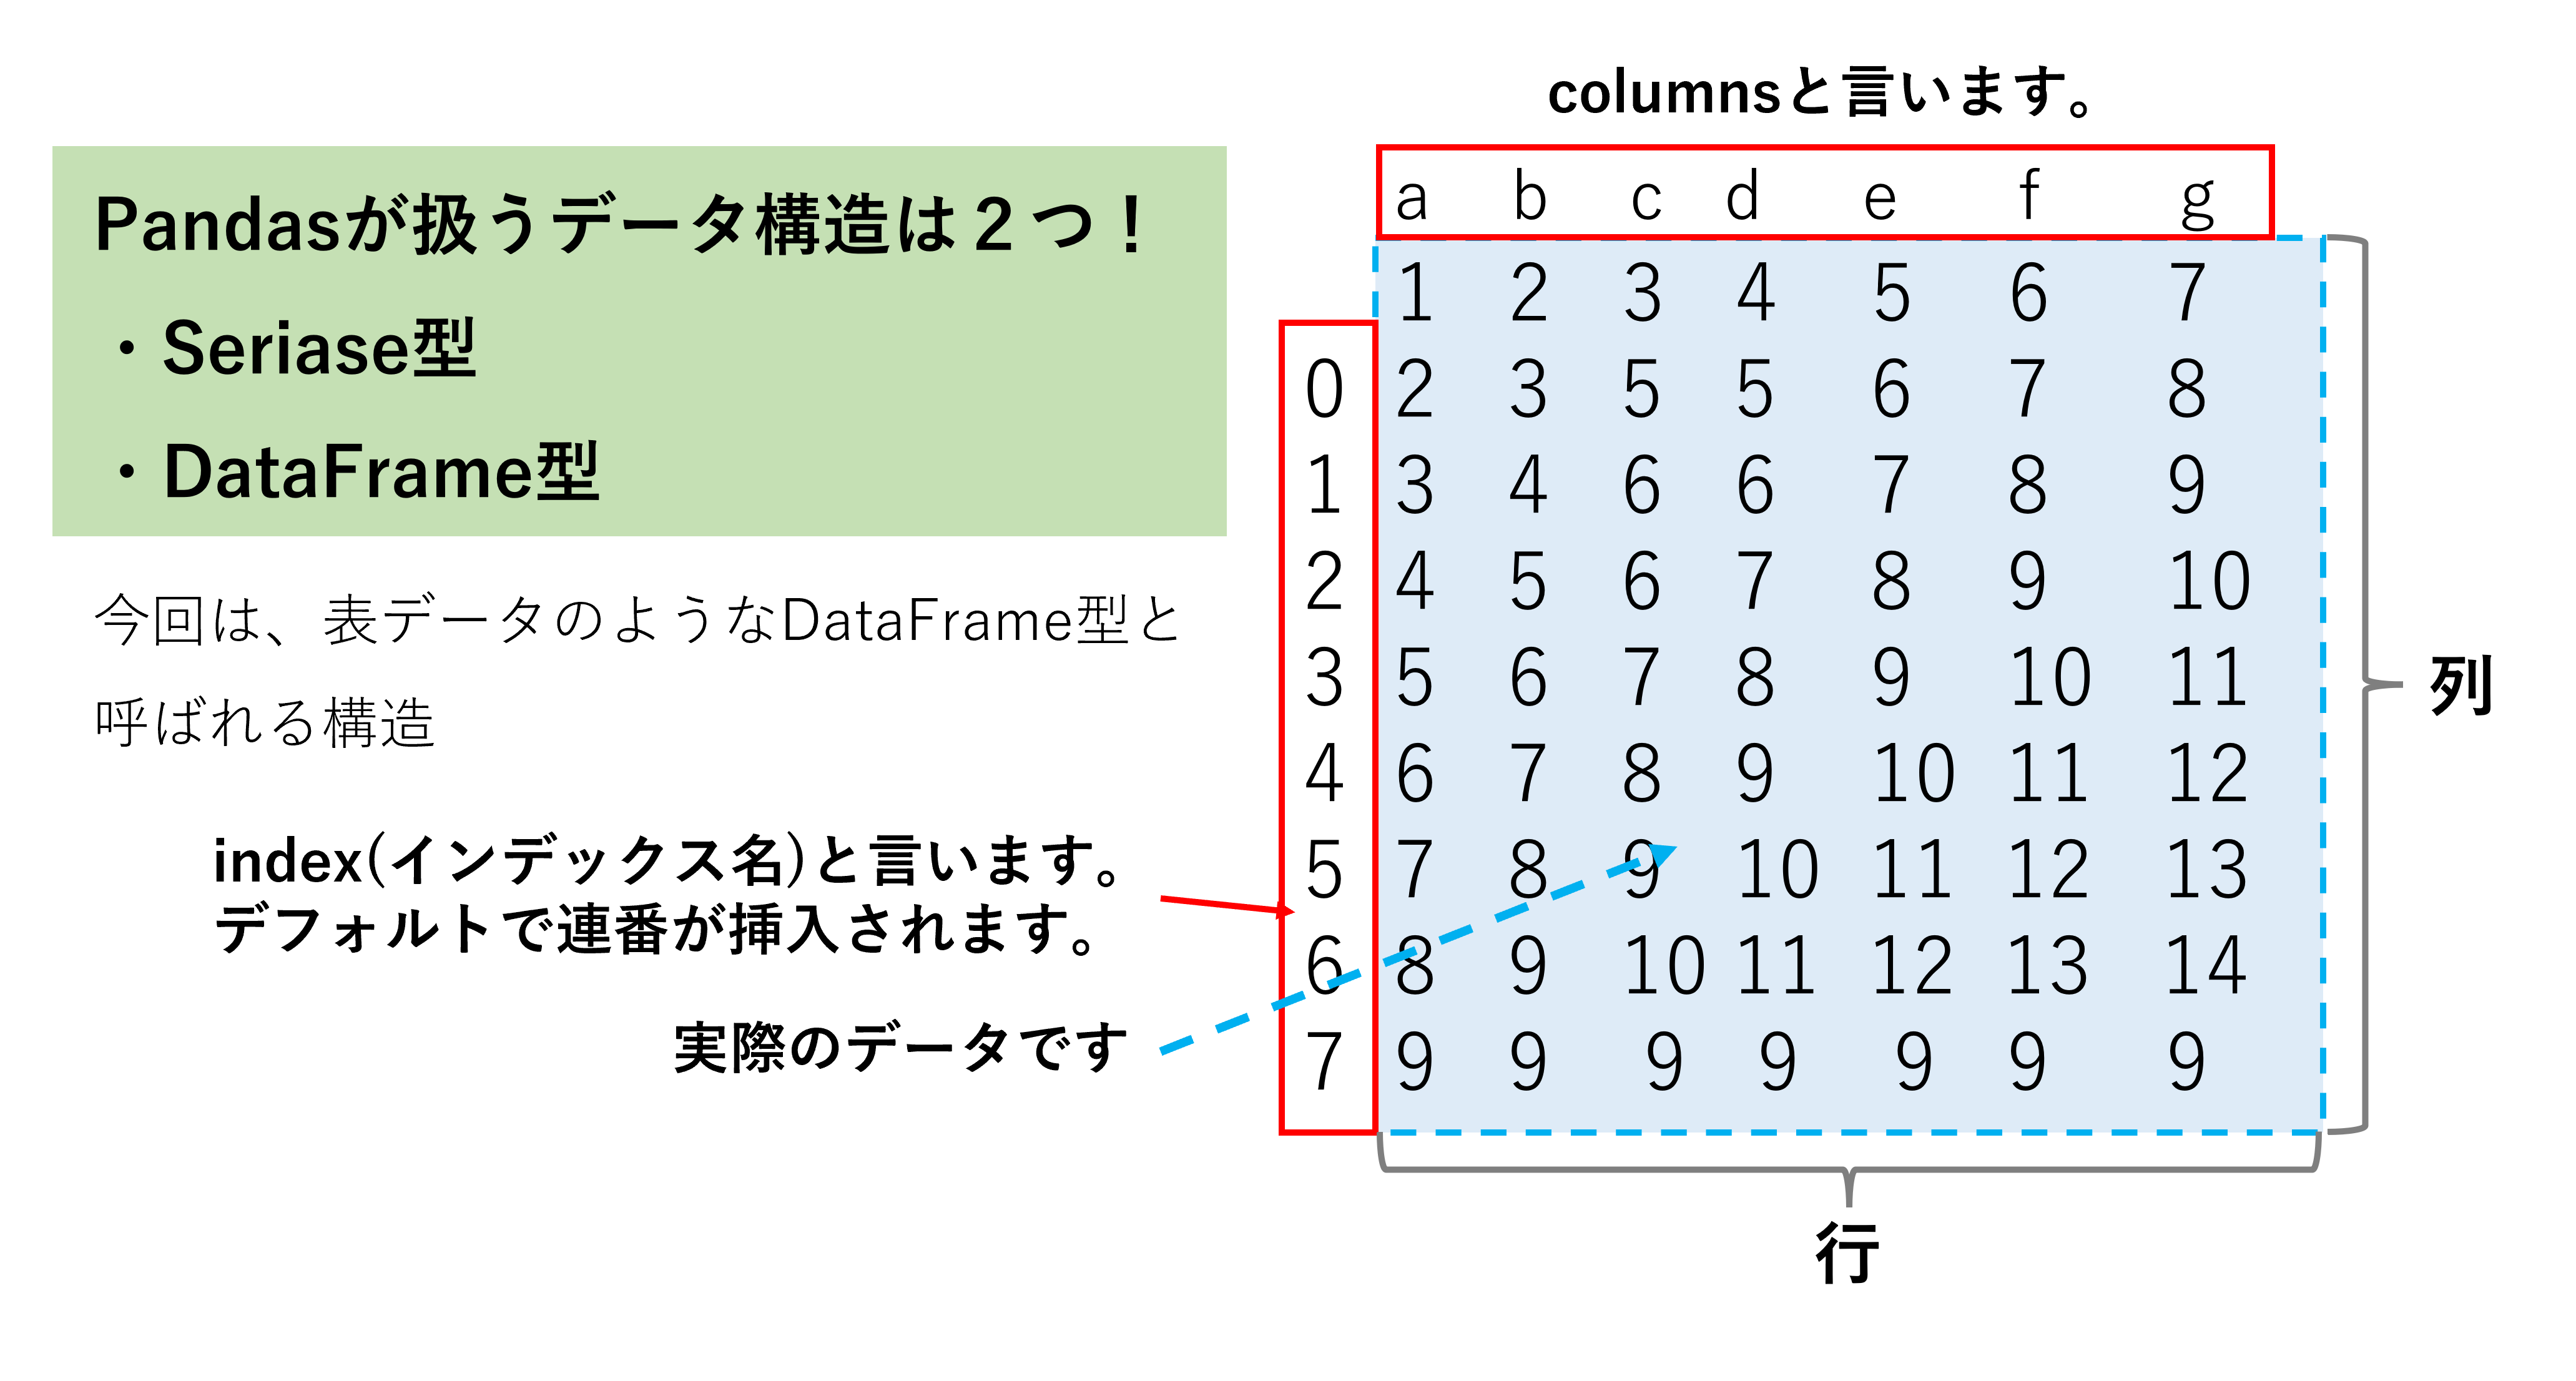 columnsと言います。
Pandasが扱うデータ構造は２つ！
・Seriase型
・DataFrame型
今回は、表データのようなDataFrame型と
呼ばれる構造
index(インデックス名)と言います。
デフォルトで連番が挿入されます。
実際のデータです
a b c d e f g
1 2 3 4 5 6 7
0 2 3 5 5 6 7 8
1 3 4 6 6 7 8 9
2 4 5 6 7 8 9 10
3 5 6 7 8 9 10 11
4 6 7 8 9 10 11 12
5 7 8 9 10 11 12 13
6 8 9 10 11 12 13 14
7 9 9 9 9 9 9 9
列
行